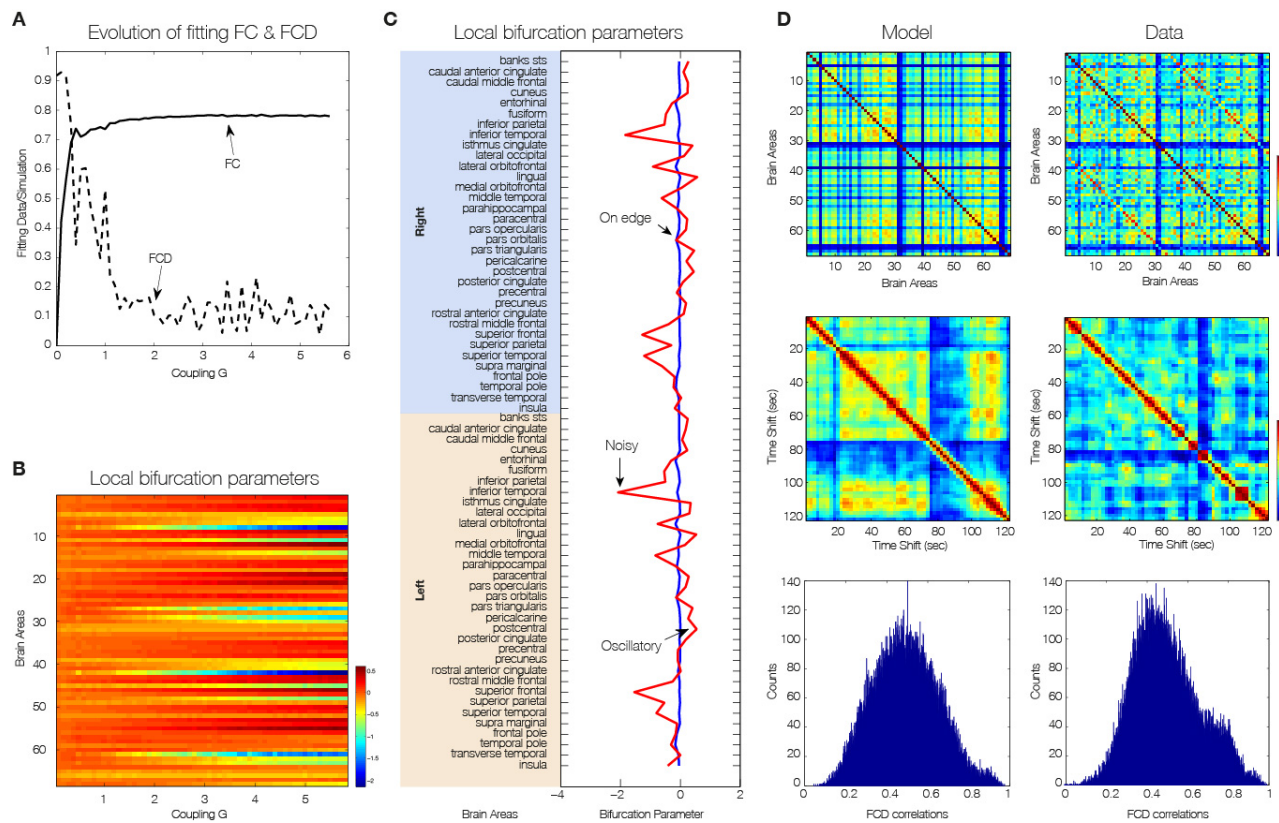 A
Evolution of fitting FC & FCD
Fitting Data/Simulation
1
0.9
0.8
0.7
0.6
0.5
0.4
0.3
0.2
0.1
0
FC
FCD
0 1 2 3 4 5 6
Coupling G
B
Local bifurcation parameters
Brain Areas
10
20
30
40
50
60
0.5
0
−0.5
−1
−1.5
−2
1 2 3 4 5
Coupling G
C
Local bifurcation parameters
Right
banks sts
caudal anterior cingulate
caudal middle frontal
cuneus
entorhinal
fusiform
inferior parietal
inferior temporal
isthmus cingulate
lateral occipital
lateral orbitofrontal
lingual
medial orbitofrontal
middle temporal
parahippocampal
paracentral
pars opercularis
pars orbitalis
pars triangularis
pericalcarine
postcentral
posterior cingulate
precentral
precuneus
rostral anterior cingulate
rostral middle frontal
superior frontal
superior parietal
superior temporal
supra marginal
frontal pole
temporal pole
transverse temporal
insula
Left
banks sts
caudal anterior cingulate
caudal middle frontal
cuneus
entorhinal
fusiform
inferior parietal
inferior temporal
isthmus cingulate
lateral occipital
lateral orbitofrontal
lingual
medial orbitofrontal
middle temporal
parahippocampal
paracentral
pars opercularis
pars orbitalis
pars triangularis
pericalcarine
postcentral
posterior cingulate
precentral
precuneus
rostral anterior cingulate
rostral middle frontal
superior frontal
superior parietal
superior temporal
supra marginal
frontal pole
temporal pole
transverse temporal
insula
On edge
Noisy
Oscillatory
−4 −2 0 2
Brain Areas
Bifurcation Parameter
D
Model
Brain Areas
10
20
30
40
50
60
10 20 30 40 50 60
Brain Areas
Data
Brain Areas
10
20
30
40
50
60
10 20 30 40 50 60
Brain Areas
Time Shift (sec)
20
40
60
80
100
120
20 40 60 80 100 120
Time Shift (sec)
Time Shift (sec)
20
40
60
80
100
120
20 40 60 80 100 120
Time Shift (sec)
Counts
140
120
100
80
60
40
20
0
0 0.2 0.4 0.6 0.8 1
FCD correlations
Counts
140
120
100
80
60
40
20
0
0 0.2 0.4 0.6 0.8 1
FCD correlations